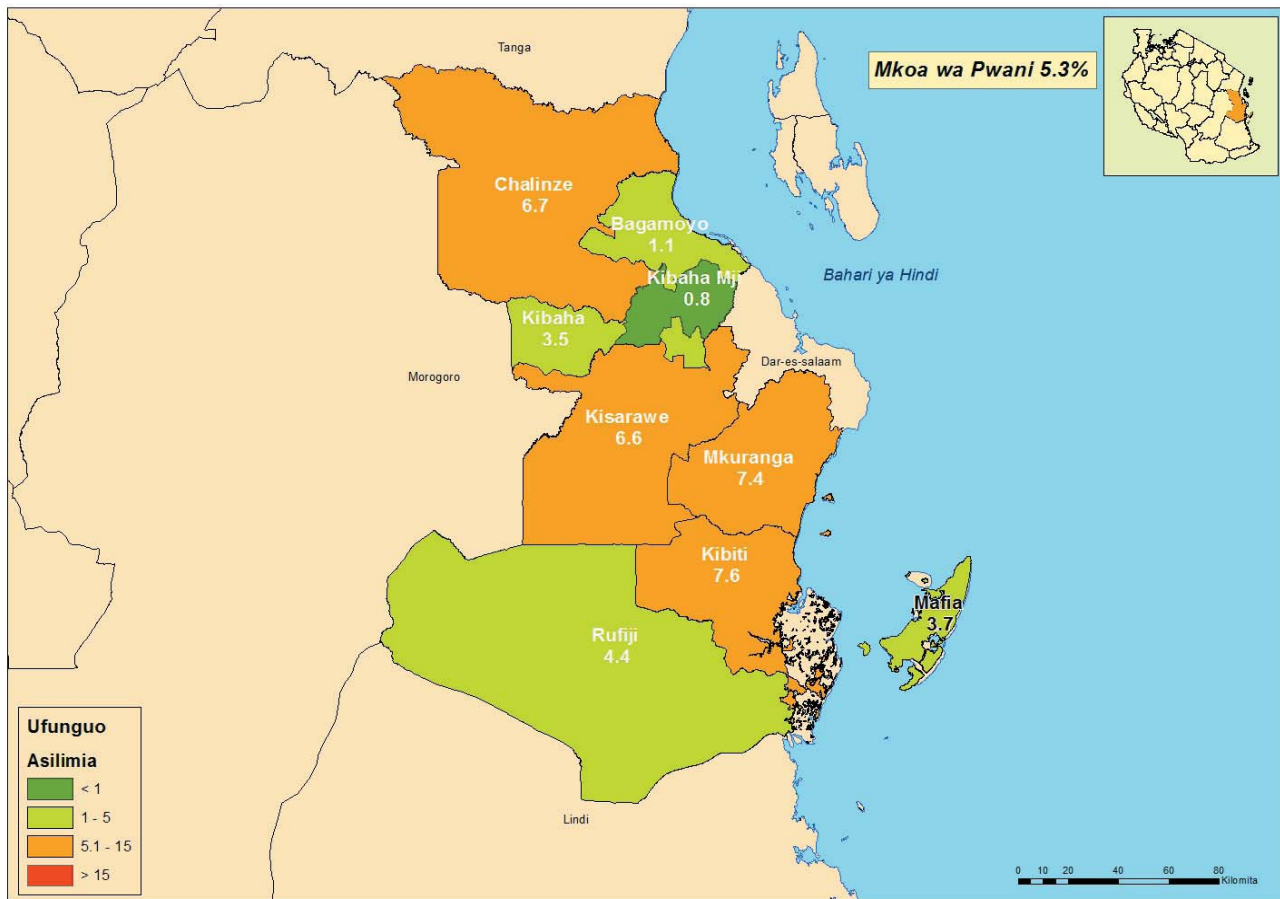 Tanga
Mkoa wa Pwani 5.3%
Chalinze
6.7
Bagamoyo
1.1
Bahari ya Hindi
Kibaha Mji
0.8
Kibaha
3.5
Dar-es-salaam
Morogoro
Kisarawe
6.6
Mkuranga
7.4
Kibiti
7.6
Mafia
3.7
Rufiji
4.4
Ufunguo
Asilimia
< 1
1 - 5
5.1 - 15
> 15
Lindi
0 10 20 40 60 80
Kilomita